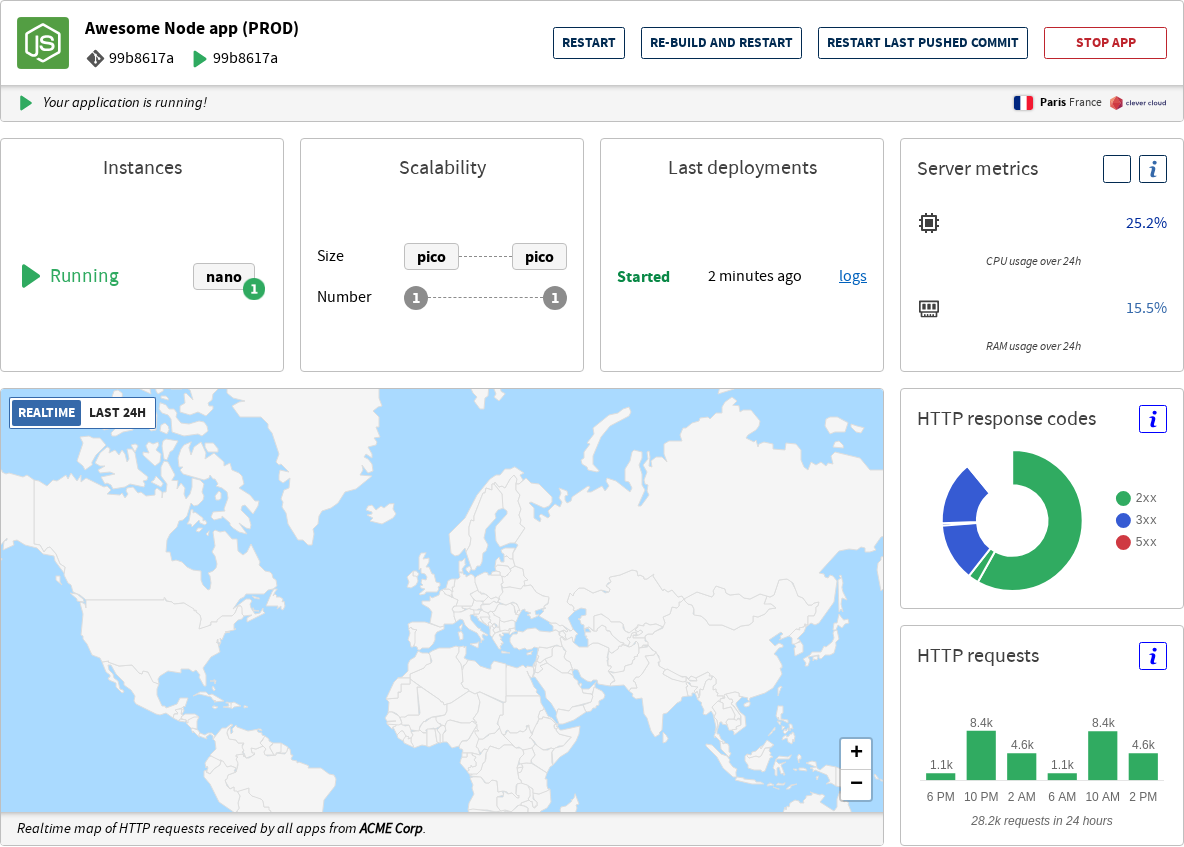 Awesome Node app (PROD)
99b8617a 99b8617a
RESTART
RE-BUILD AND RESTART
RESTART LAST PUSHED COMMIT
STOP APP
Your application is running!
Paris France clever cloud
Instances
Running
nano
1
Scalability
Size pico pico
Number 1 1
Last deployments
Started 2 minutes ago logs
Server metrics
i
25.2%
CPU usage over 24h
15.5%
RAM usage over 24h
REALTIME LAST 24H
+
−
Realtime map of HTTP requests received by all apps from ACME Corp.
HTTP response codes
i
2xx
3xx
5xx
HTTP requests
i
1.1k 8.4k 4.6k 1.1k 8.4k 4.6k
6 PM 10 PM 2 AM 6 AM 10 AM 2 PM
28.2k requests in 24 hours